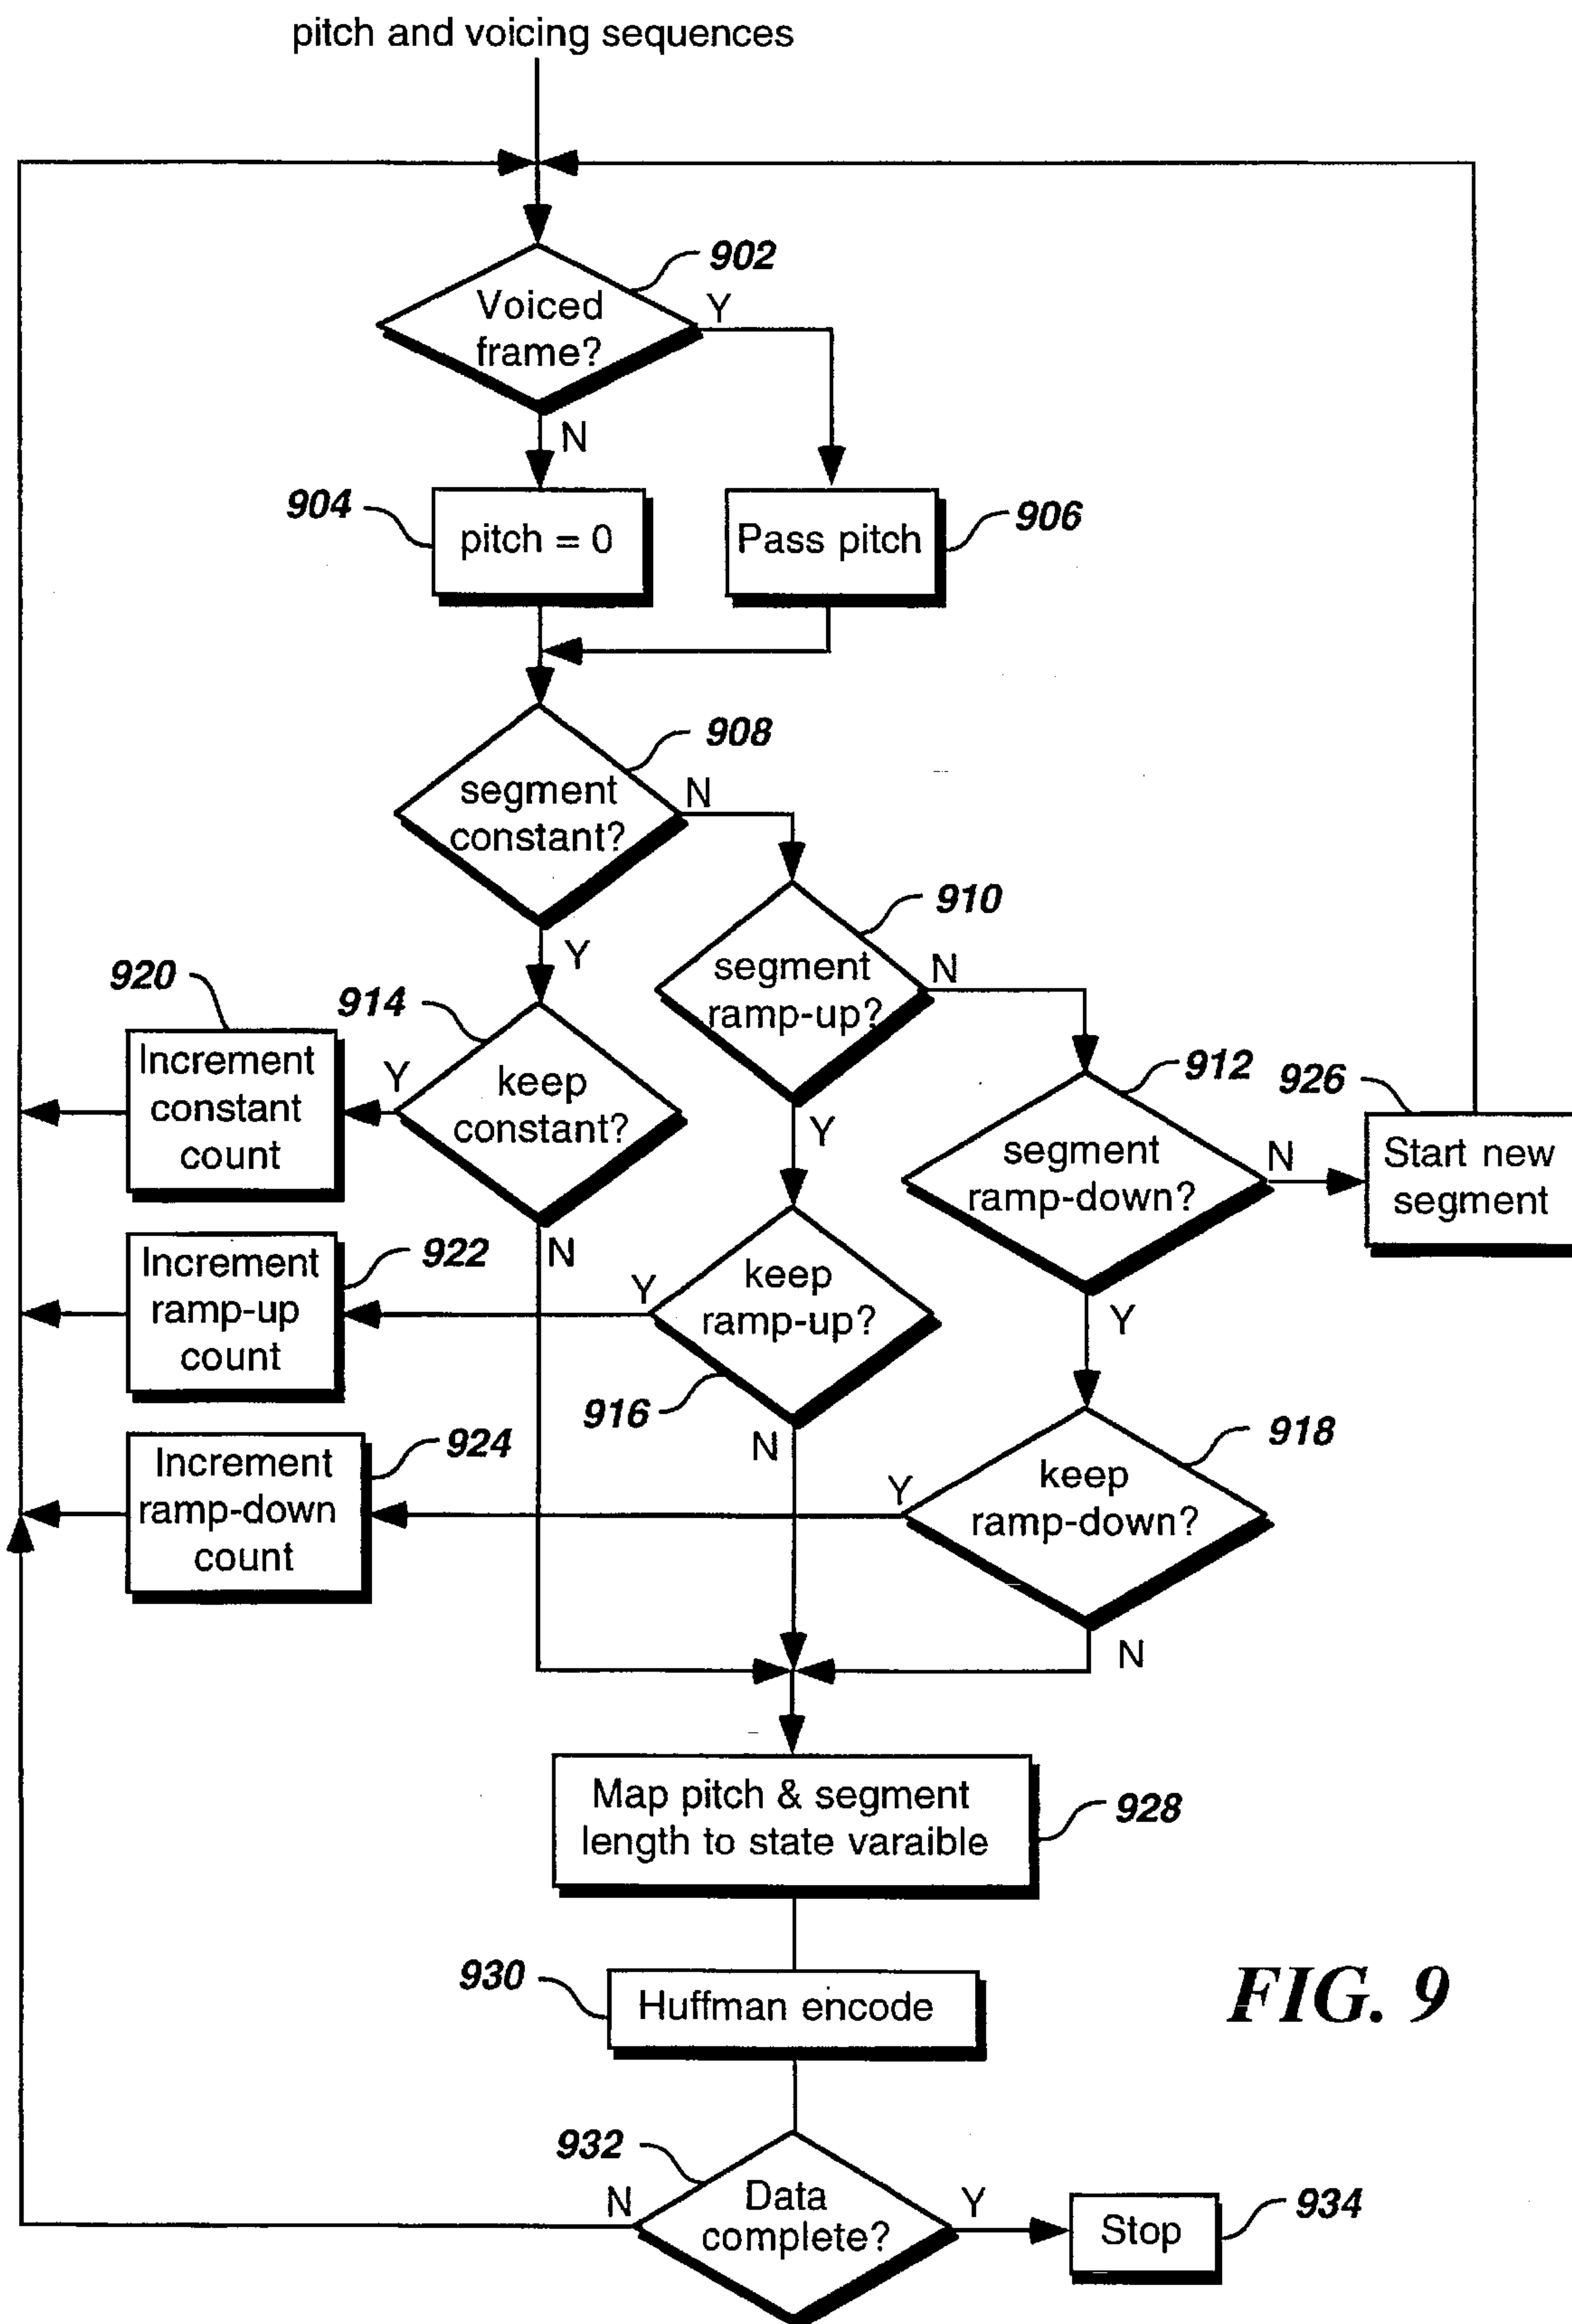 pitch and voicing sequences
902
Voiced
frame?
Y
N
904
pitch = 0
Pass pitch
906
908
segment
constant?
N
Y
910
segment
ramp-up?
N
Y
920
Increment
constant
count
914
Y
keep
constant?
N
912
segment
ramp-down?
N
Y
926
Start new
segment
Increment
ramp-up
count
922
Y
keep
ramp-up?
916
N
Increment
ramp-down
count
924
Y
keep
ramp-down?
918
N
Map pitch & segment
length to state varaible
928
930
Huffman encode
FIG. 9
932
N
Data
complete?
Y
Stop
934